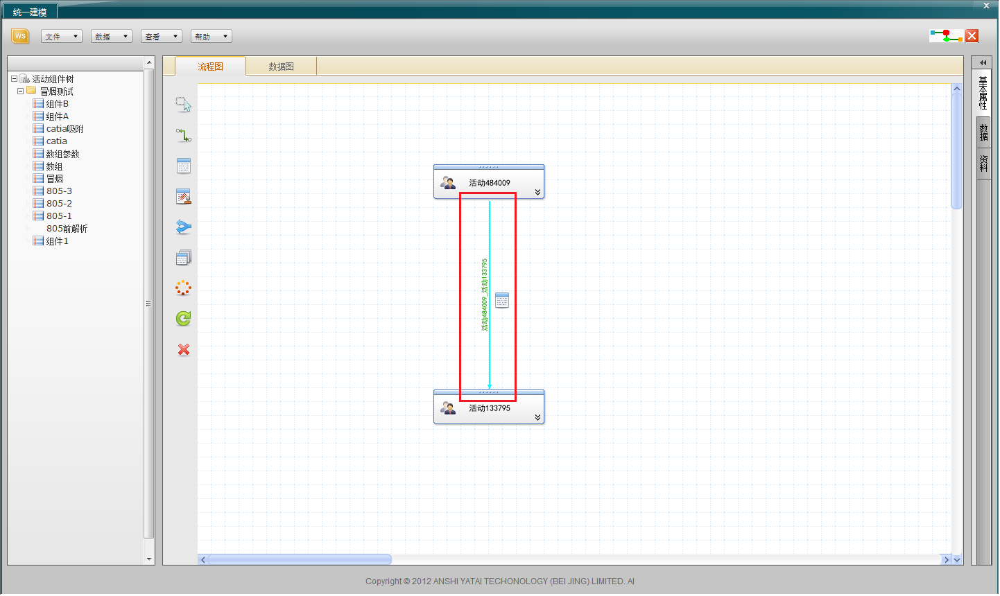 统一建模
WS
文件
数据
查看
帮助
流程图
数据图
活动组件树
冒烟测试
组件B
组件A
catia吸附
catia
数组参数
数组
冒烟
805-3
805-2
805-1
805前解析
组件1
活动484009
活动484009_活动133795
活动133795
基本属性
数据
资料
Copyright © 2012 ANSHI YATAI TECHONOLOGY (BEI JING) LIMITED. AI